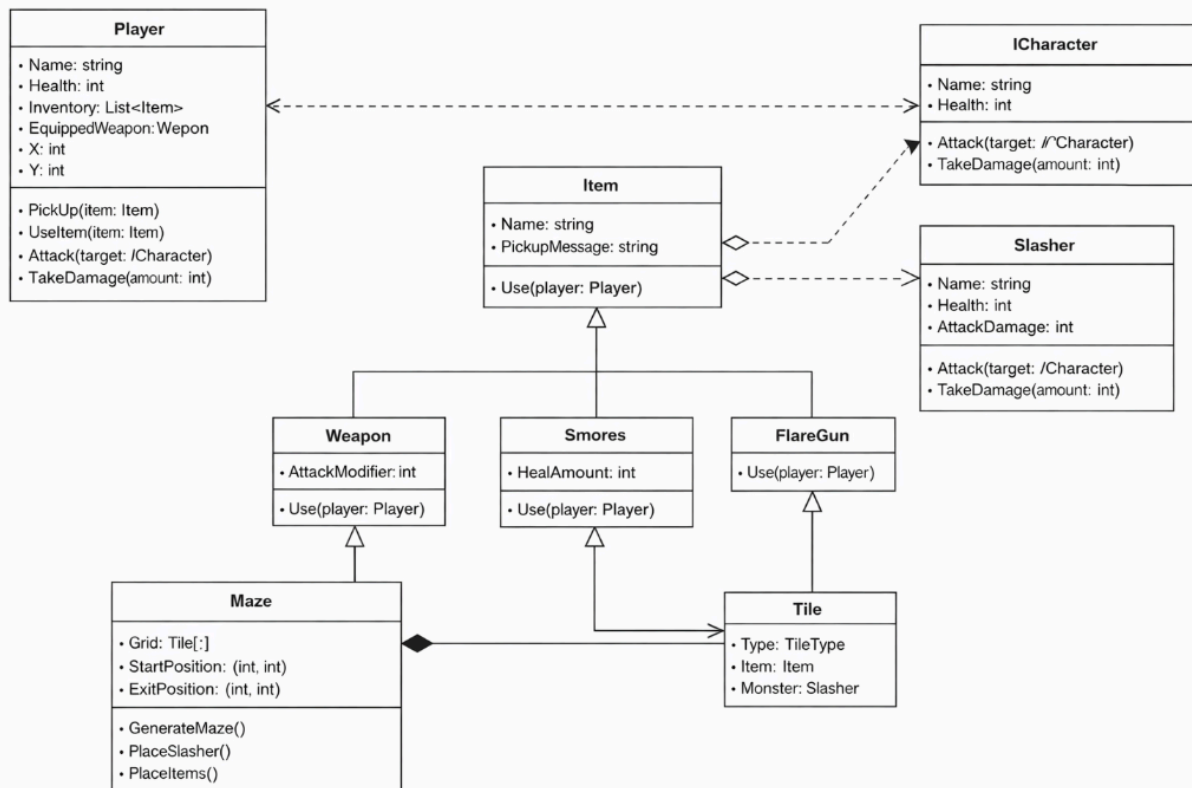 Player
• Name: string
• Health: int
• Inventory: List<Item>
• EquippedWeapon: Wepon
• X: int
• Y: int
• PickUp(item: Item)
• UseItem(item: Item)
• Attack(target: /Character)
• TakeDamage(amount: int)
ICharacter
• Name: string
• Health: int
• Attack(target: Character)
• TakeDamage(amount: int)
Item
• Name: string
• PickupMessage: string
• Use(player: Player)
Slasher
• Name: string
• Health: int
• AttackDamage: int
• Attack(target: /Character)
• TakeDamage(amount: int)
Weapon
• AttackModifier: int
• Use(player: Player)
Smores
• HealAmount: int
• Use(player: Player)
FlareGun
• Use(player: Player)
Maze
• Grid: Tile[:]
• StartPosition: (int, int)
• ExitPosition: (int, int)
• GenerateMaze()
• PlaceSlasher()
• PlaceItems()
Tile
• Type: TileType
• Item: Item
• Monster: Slasher